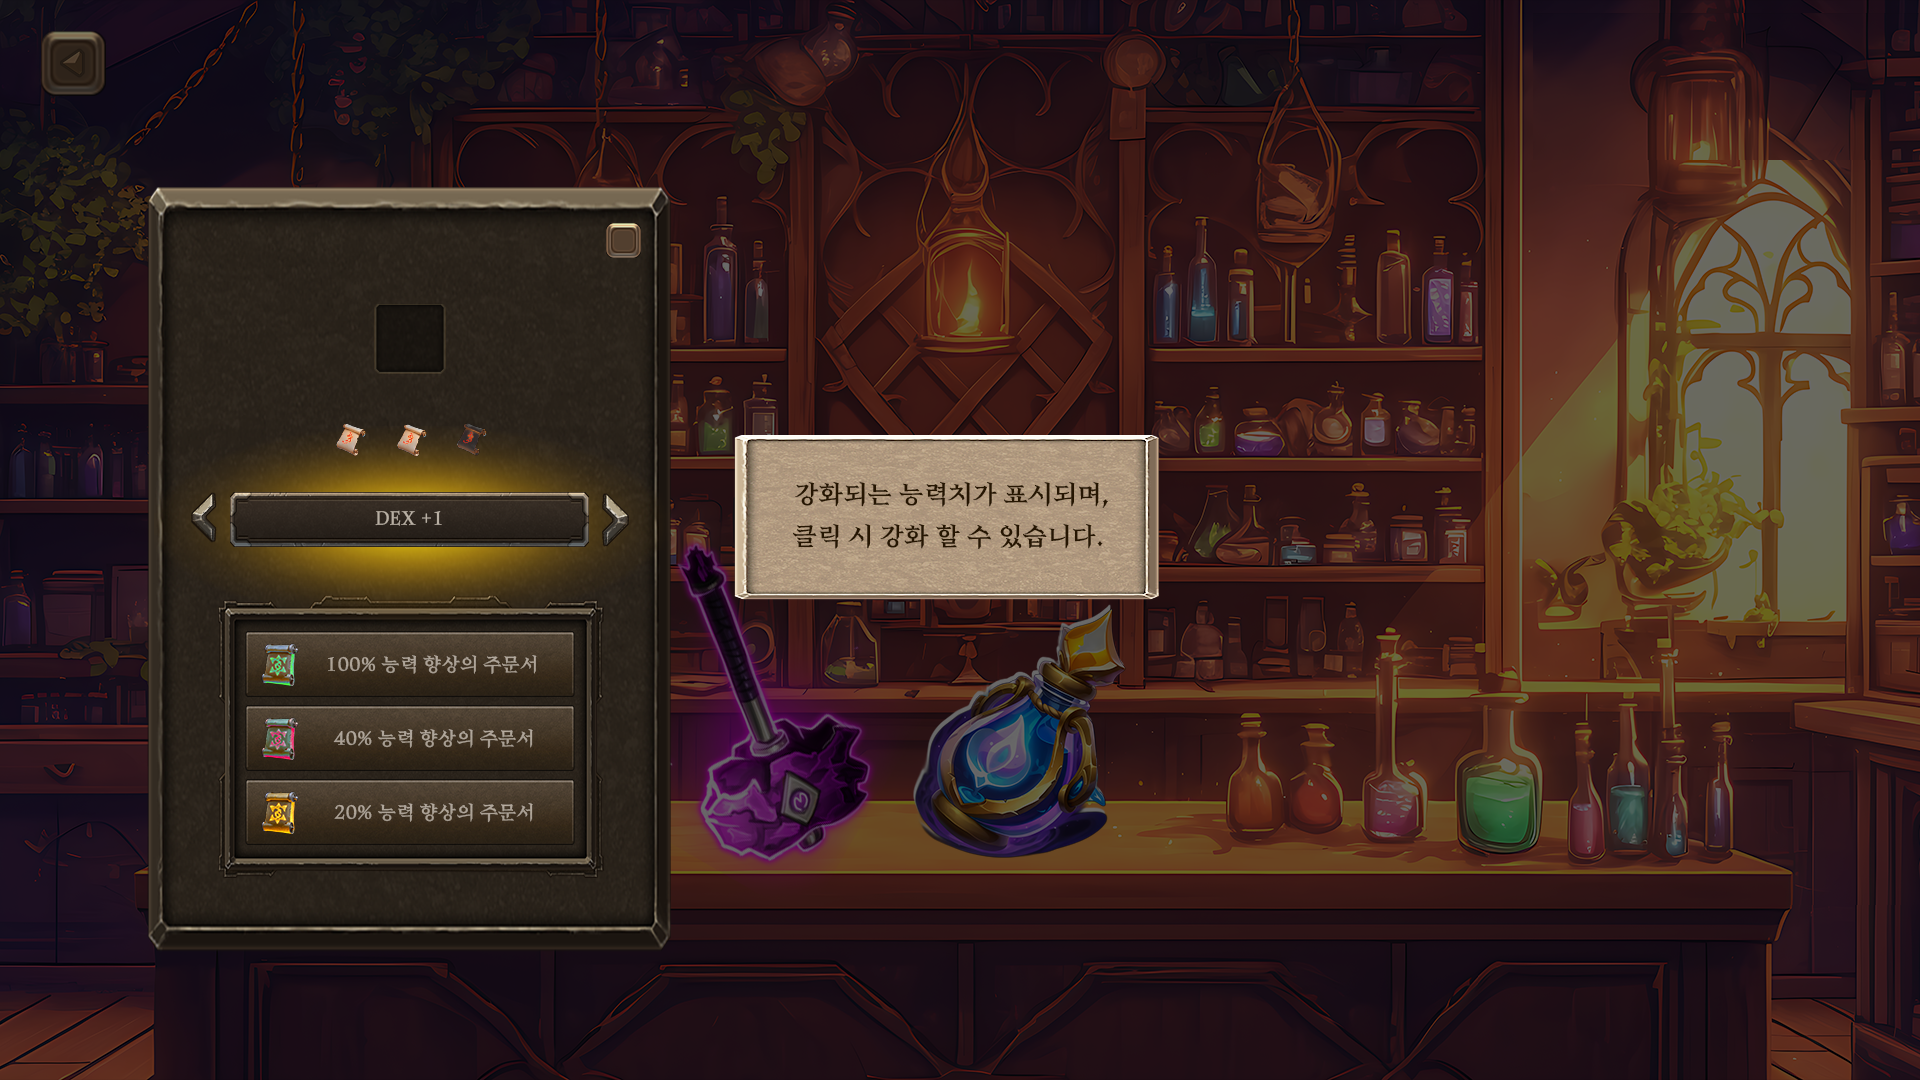 DEX +1
100% 능력 향상의 주문서
40% 능력 향상의 주문서
20% 능력 향상의 주문서
강화되는 능력치가 표시되며,
클릭 시 강화 할 수 있습니다.